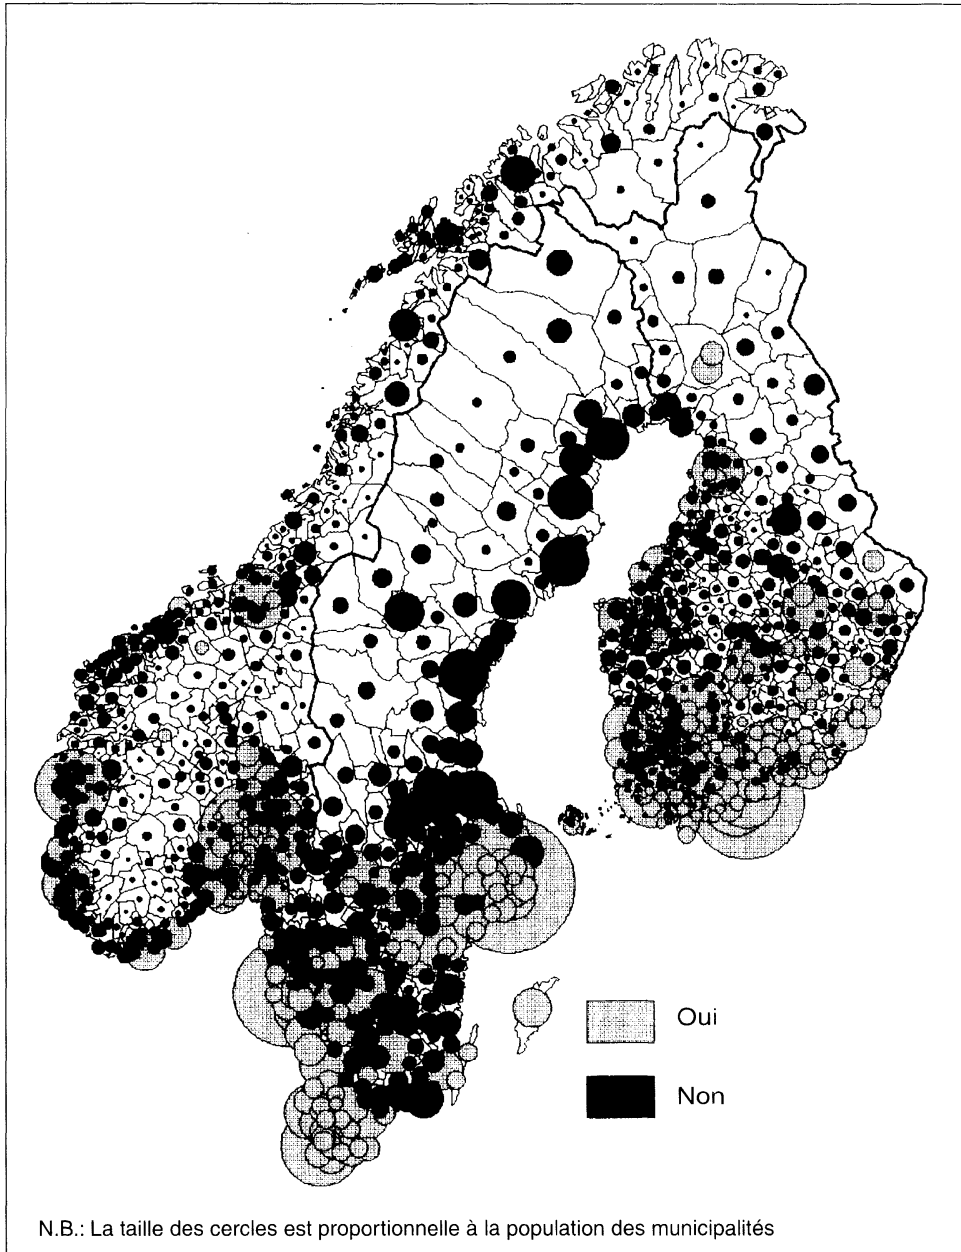 Oui
Non
N.B.: La taille des cercles est proportionnelle à la population des municipalités